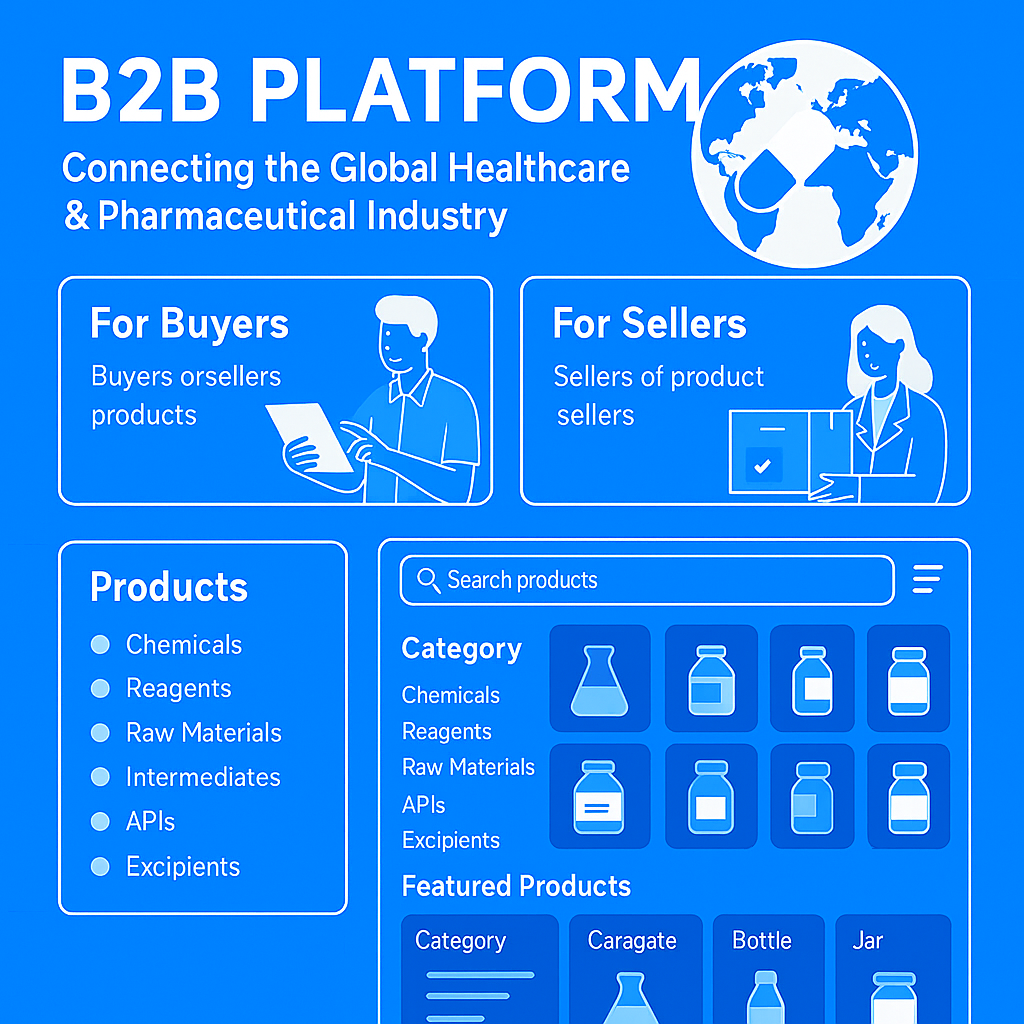 B2B PLATFORM
Connecting the Global Healthcare
& Pharmaceutical Industry
For Buyers
Buyers orsellers
products
For Sellers
Sellers of product
sellers
Products
Chemicals
Reagents
Raw Materials
Intermediates
APIs
Excipients
Search products
Category
Chemicals
Reagents
Raw Materials
APIs
Excipients
Featured Products
Category
Caragate
Bottle
Jar